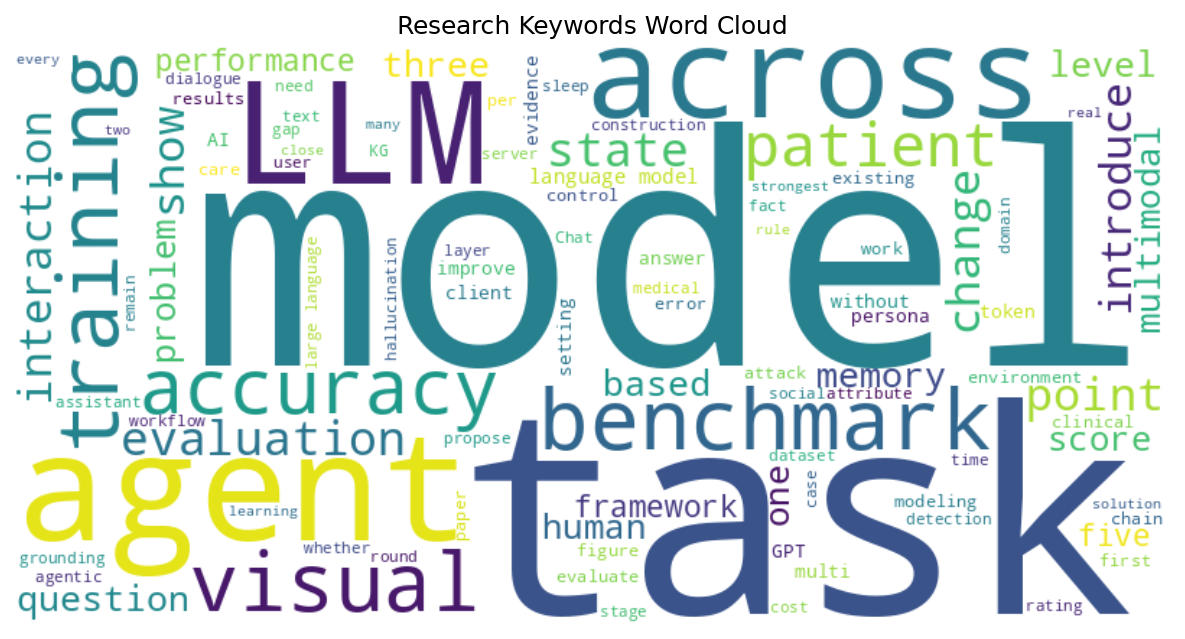 Research Keywords Word Cloud
every
training
performance
three
evidence
sleep
across
level
dialogue
need
results
LLM
per
real
two
interaction
show
AI
text
gap
many
close
KG
user
care
server
construction
state
patient
introduce
multimodal
language model
strongest
existing
control
fact
rule
change
domain
problem
model
large language
hallucination
layer
improve
client
Chat
answer
medical
error
work
without
persona
token
setting
remain
accuracy
based
attack
memory
environment
point
assistant
workflow
social
attribute
clinical
evaluation
propose
benchmark
score
dataset
time
agent
task
learning
paper
framework
one
case
modeling
detection
solution
chain
human
five
grounding
whether
round
figure
GPT
first
agentic
visual
evaluate
multi
question
stage
cost
rating